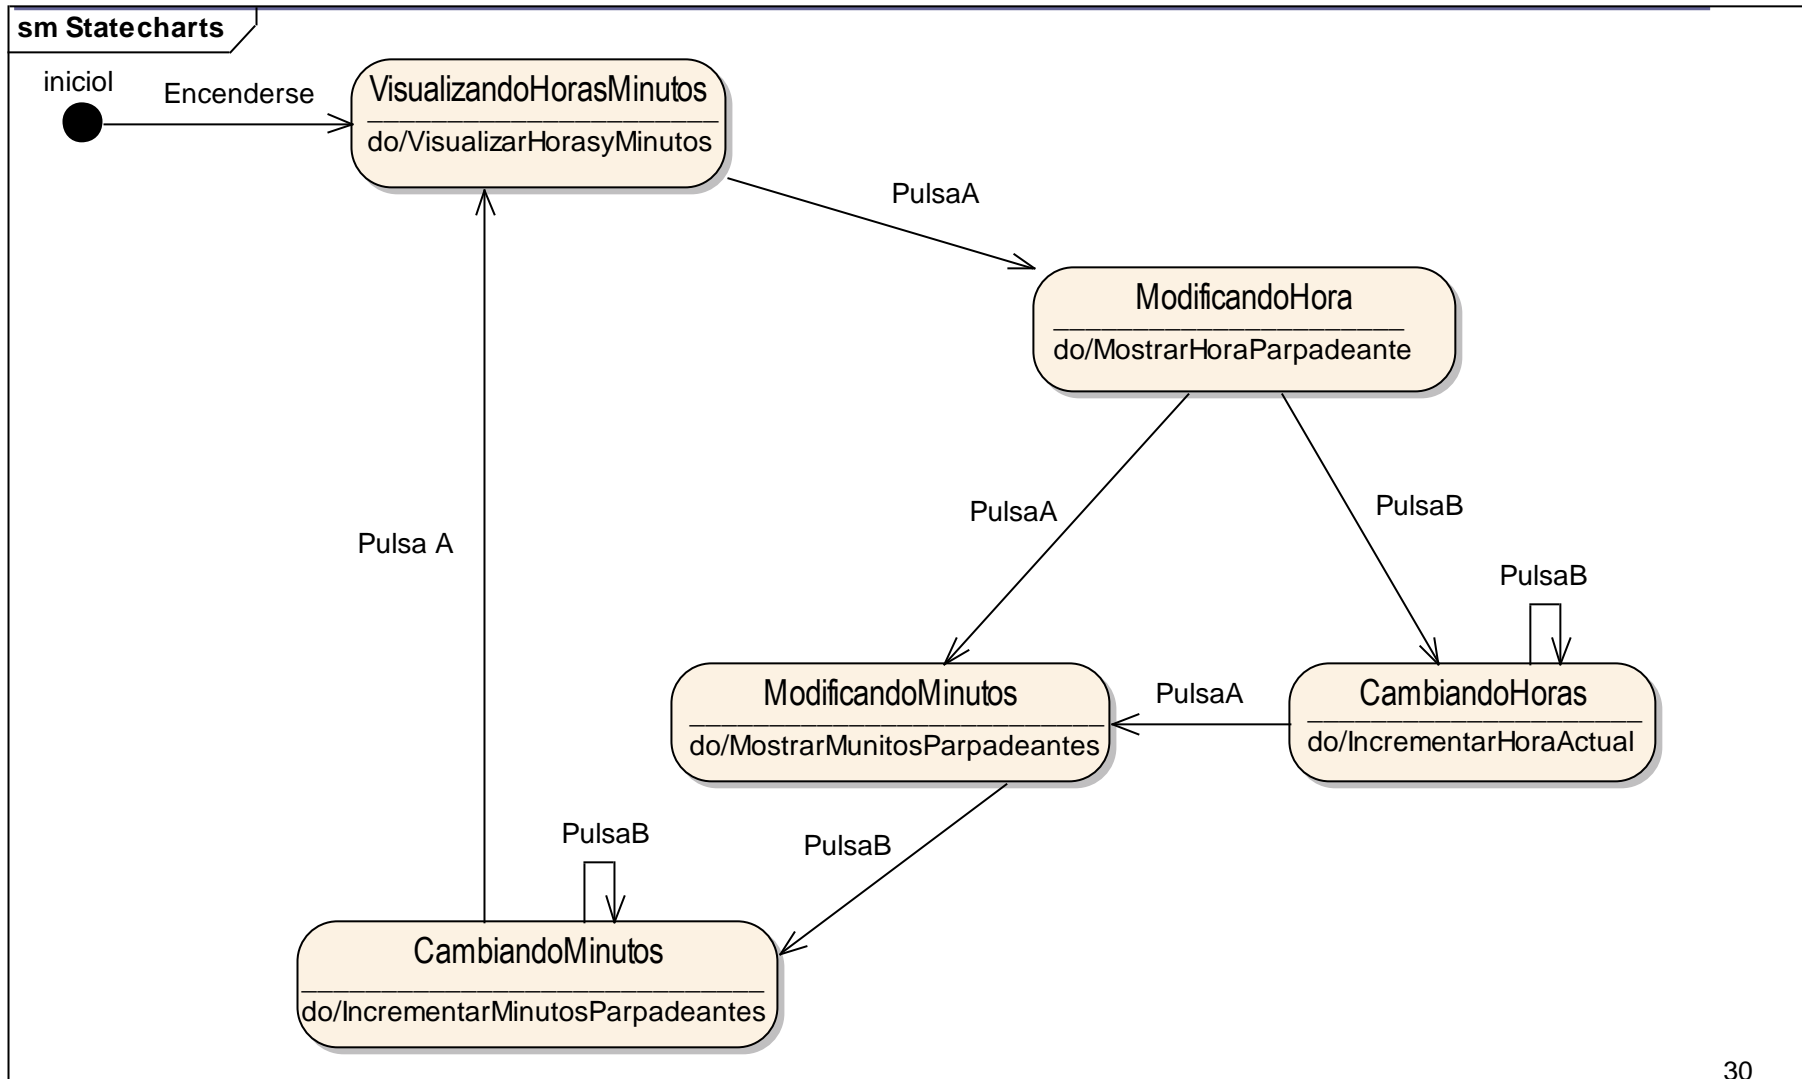 sm Statecharts
iniciol
Encenderse
VisualizandoHorasMinutos
do/VisualizarHorasyMinutos
PulsaA
ModificandoHora
do/MostrarHoraParpadeante
PulsaA
PulsaB
Pulsa A
PulsaB
ModificandoMinutos
do/MostrarMunitosParpadeantes
PulsaA
CambiandoHoras
do/IncrementarHoraActual
PulsaB
PulsaB
CambiandoMinutos
do/IncrementarMinutosParpadeantes
30